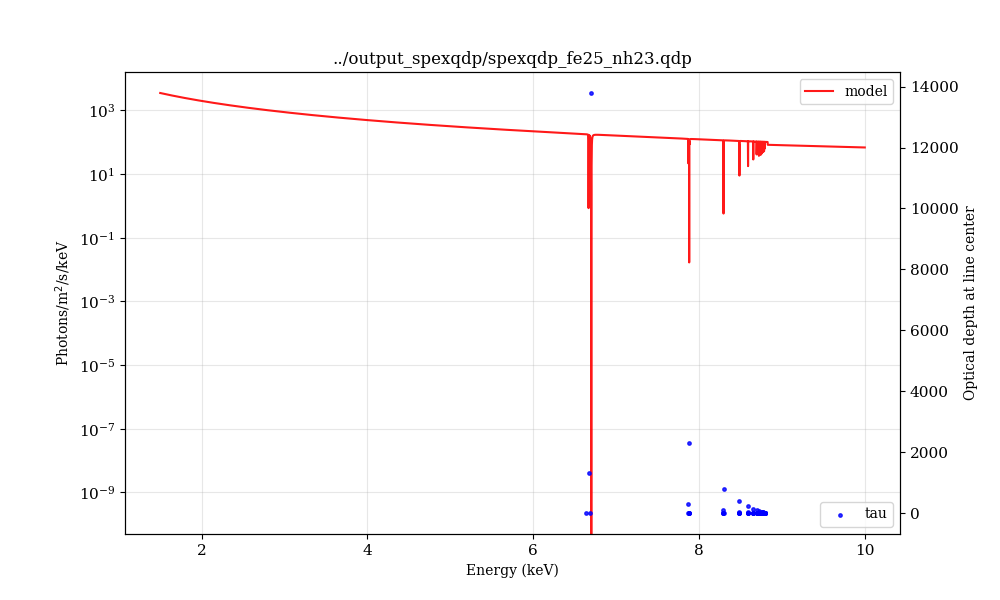 ../output_spexqdp/spexqdp_fe25_nh23.qdp
model
tau
Photons/m²/s/keV
10³
10¹
10⁻¹
10⁻³
10⁻⁵
10⁻⁷
10⁻⁹
14000
12000
10000
8000
6000
4000
2000
0
Optical depth at line center
2 4 6 8 10
Energy (keV)